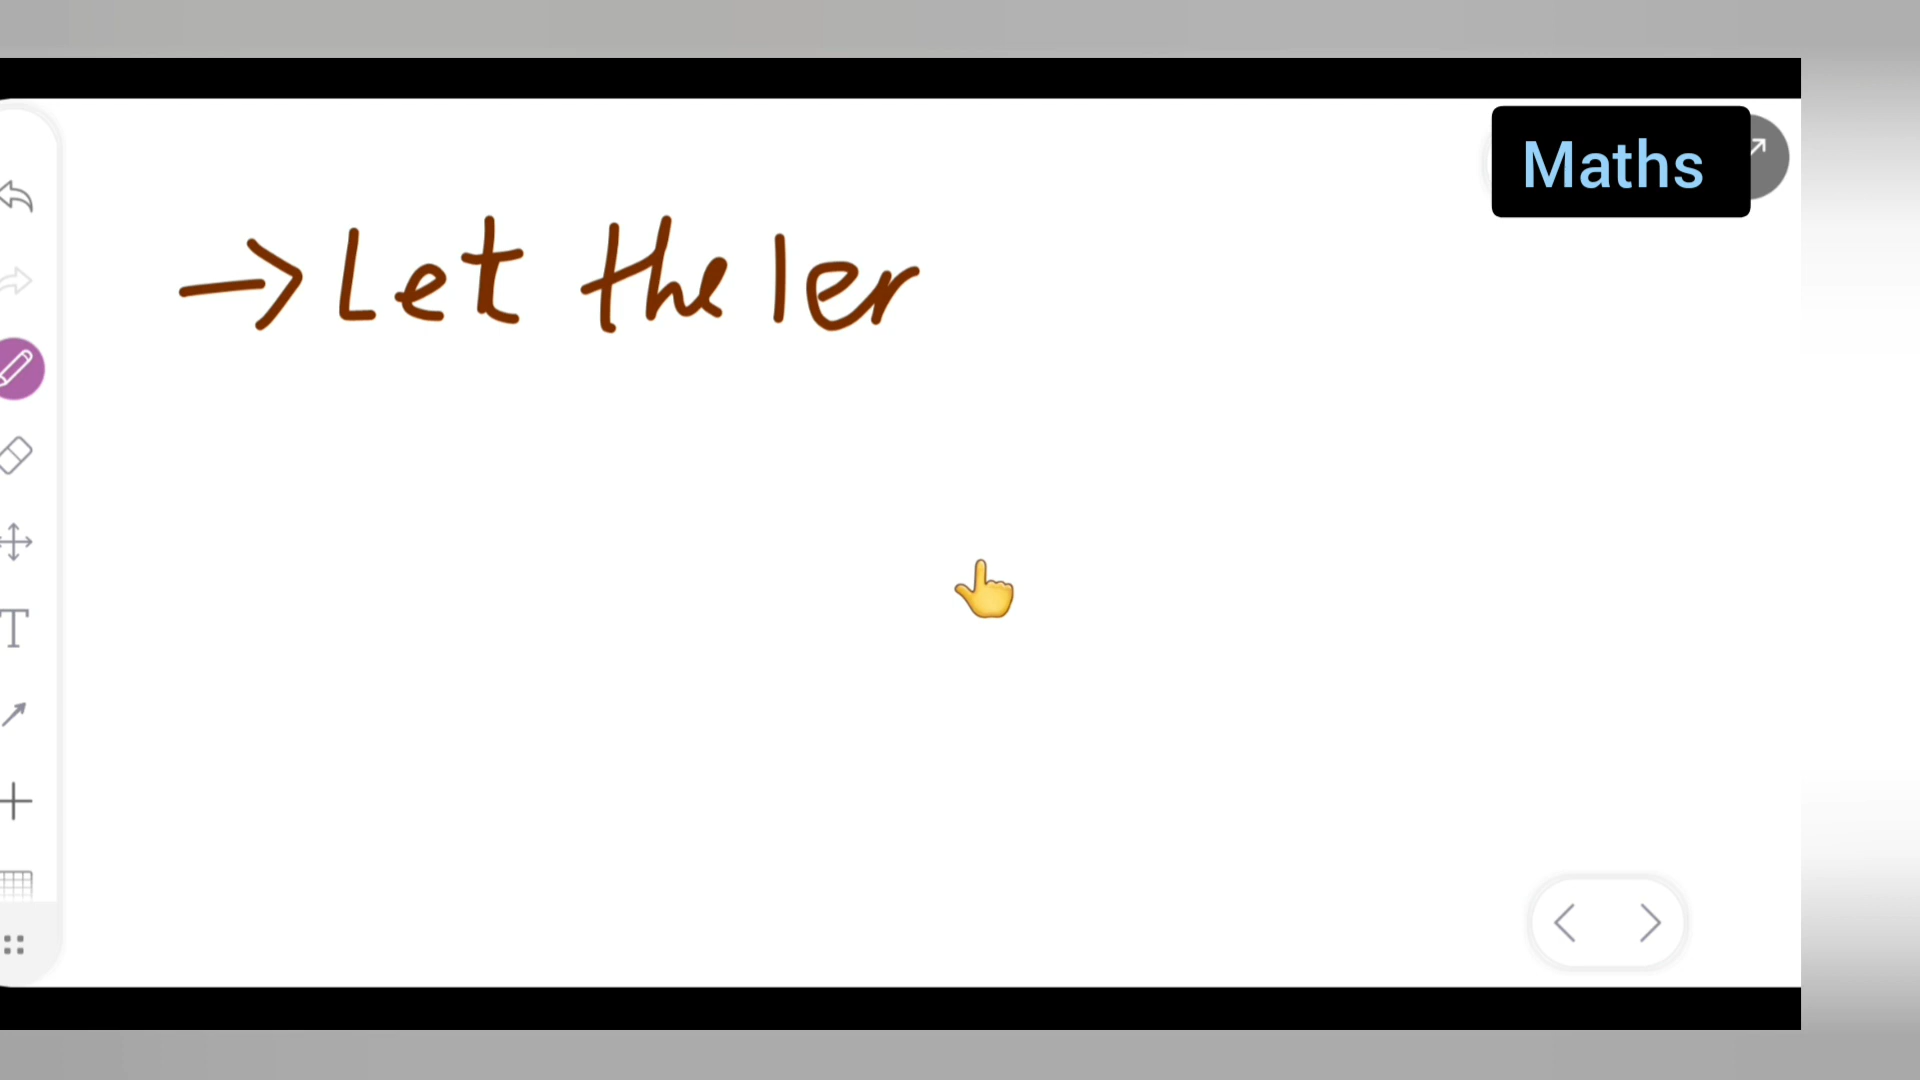 Maths
→ Let the ler
T